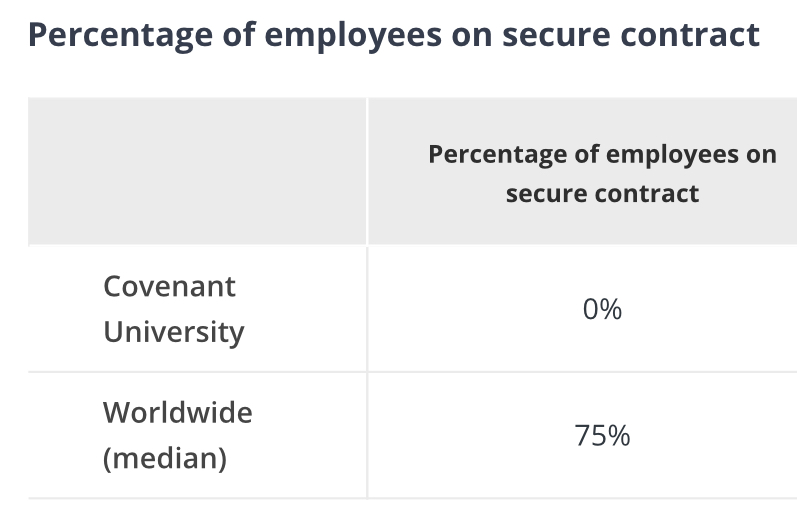 Percentage of employees on secure contract
Percentage of employees on
secure contract
Covenant
University
0%
Worldwide
(median)
75%